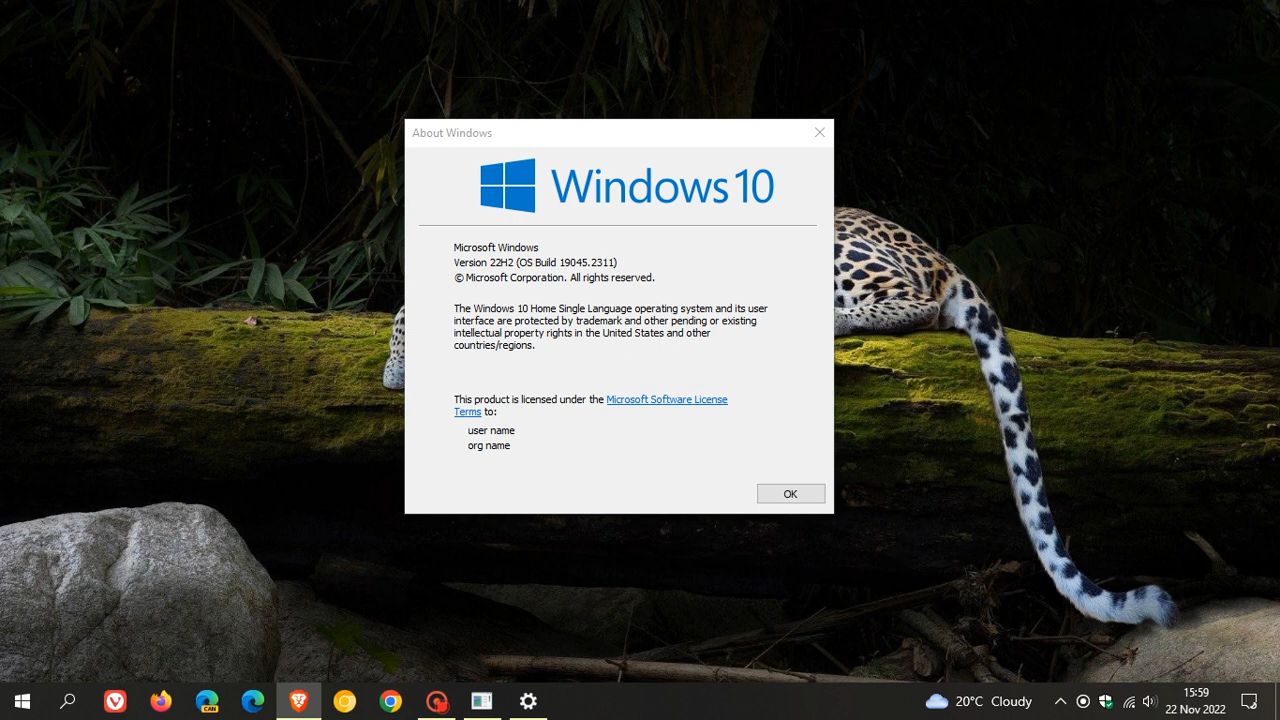 About Windows
Windows 10
Microsoft Windows
Version 22H2 (OS Build 19045.2311)
© Microsoft Corporation. All rights reserved.
The Windows 10 Home Single Language operating system and its user
interface are protected by trademark and other pending or existing
intellectual property rights in the United States and other
countries/regions.
This product is licensed under the Microsoft Software License
Terms to:
user name
org name
OK
CAN
20°C Cloudy
15:59
22 Nov 2022